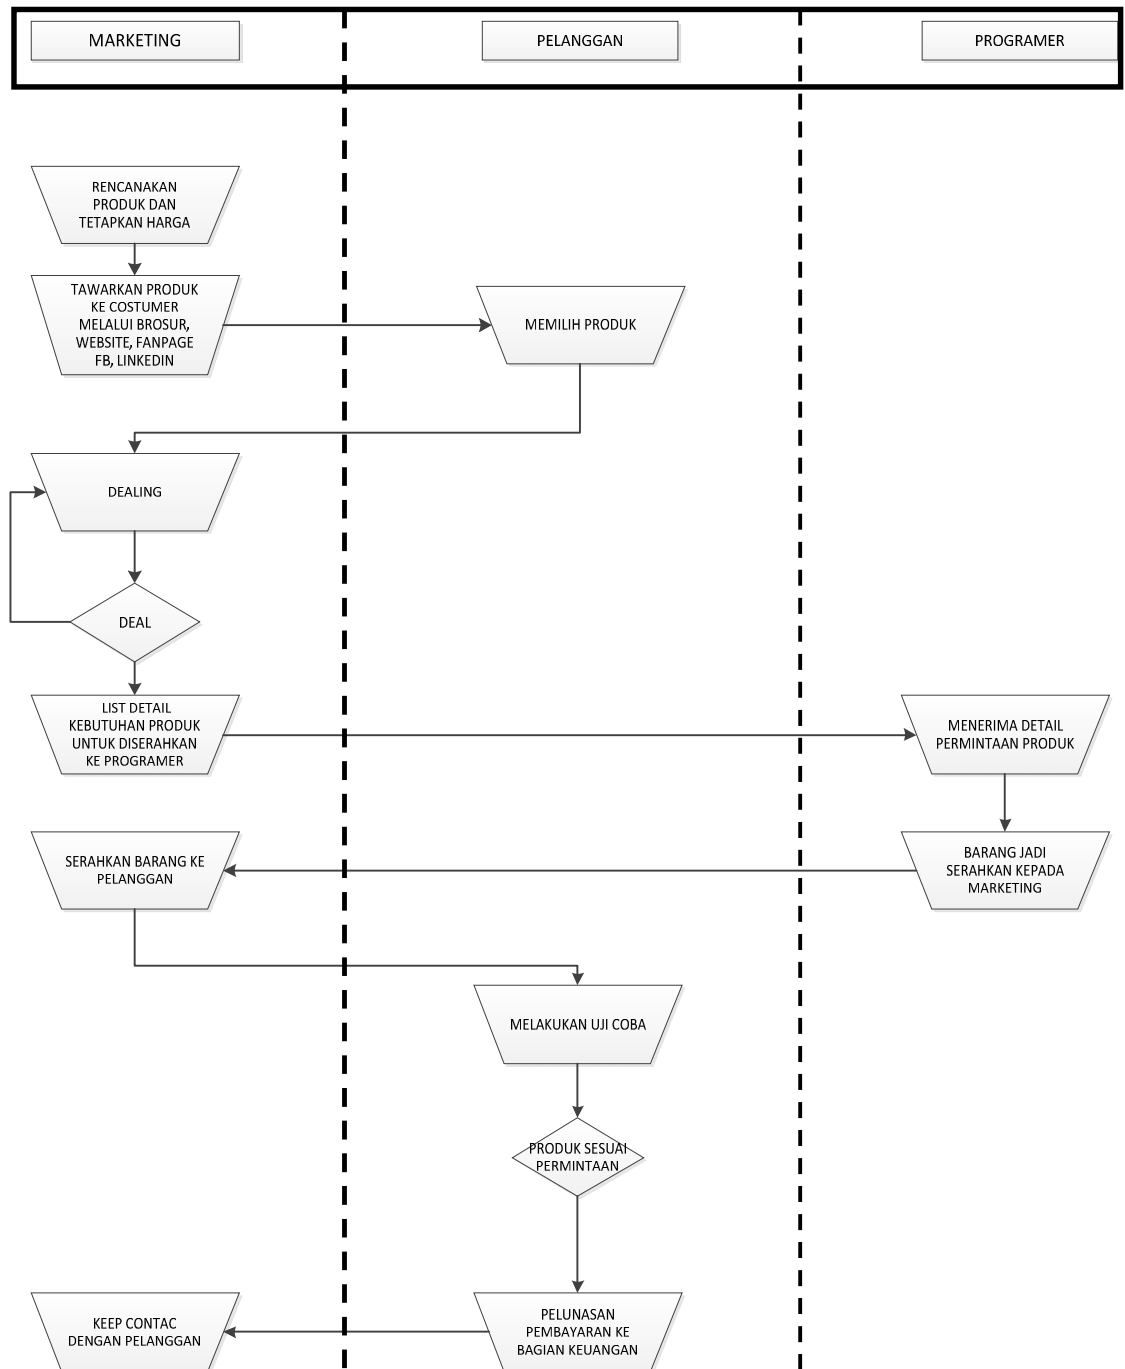 MARKETING
PELANGGAN
PROGRAMER
RENCANAKAN
PRODUK DAN
TETAPKAN HARGA
TAWARKAN PRODUK
KE COSTUMER
MELALUI BROSUR,
WEBSITE, FANPAGE
FB, LINKEDIN
MEMILIH PRODUK
DEALING
DEAL
LIST DETAIL
KEBUTUHAN PRODUK
UNTUK DISERAHKAN
KE PROGRAMER
MENERIMA DETAIL
PERMINTAAN PRODUK
BARANG JADI
SERAHKAN KEPADA
MARKETING
SERAHKAN BARANG KE
PELANGGAN
MELAKUKAN UJI COBA
PRODUK SESUAI
PERMINTAAN
PELUNASAN
PEMBAYARAN KE
BAGIAN KEUANGAN
KEEP CONTAC
DENGAN PELANGGAN